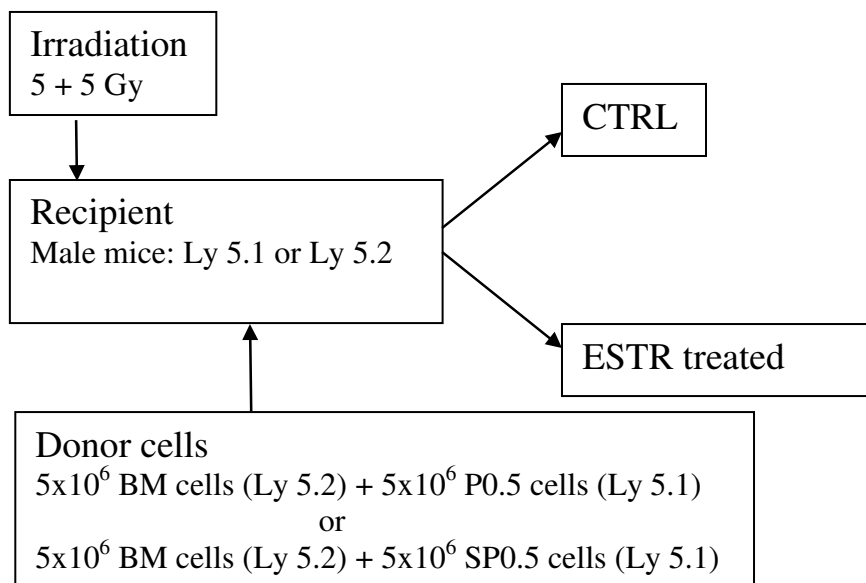 Irradiation
5 + 5 Gy
CTRL
Recipient
Male mice: Ly 5.1 or Ly 5.2
ESTR treated
Donor cells
5x10⁶ BM cells (Ly 5.2) + 5x10⁶ P0.5 cells (Ly 5.1)
or
5x10⁶ BM cells (Ly 5.2) + 5x10⁶ SP0.5 cells (Ly 5.1)